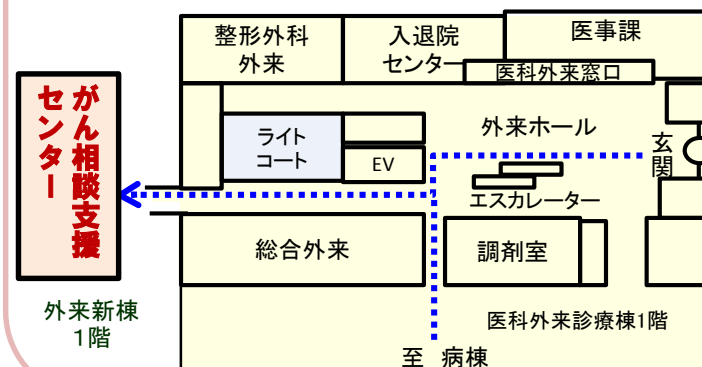 整形外科
外来
入退院
センター
医事課
医科外来窓口
がん相談支援
センター
ライト
コート
EV
外来ホール
玄関
エスカレーター
総合外来
調剤室
外来新棟
1階
医科外来診療棟1階
至 病棟